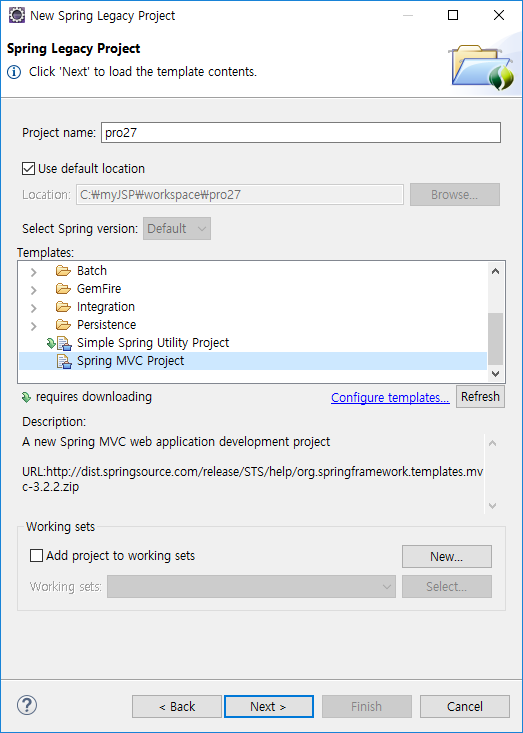 New Spring Legacy Project
Spring Legacy Project
Click 'Next' to load the template contents.
Project name: pro27
Use default location
Location: C:₩myJSP₩workspace₩pro27 Browse...
Select Spring version: Default
Templates:
Batch
GemFire
Integration
Persistence
Simple Spring Utility Project
Spring MVC Project
requires downloading Configure templates... Refresh
Description:
A new Spring MVC web application development project
URL:http://dist.springsource.com/release/STS/help/org.springframework.templates.mv
c-3.2.2.zip
Working sets
Add project to working sets New...
Working sets: Select...
? < Back Next > Finish Cancel